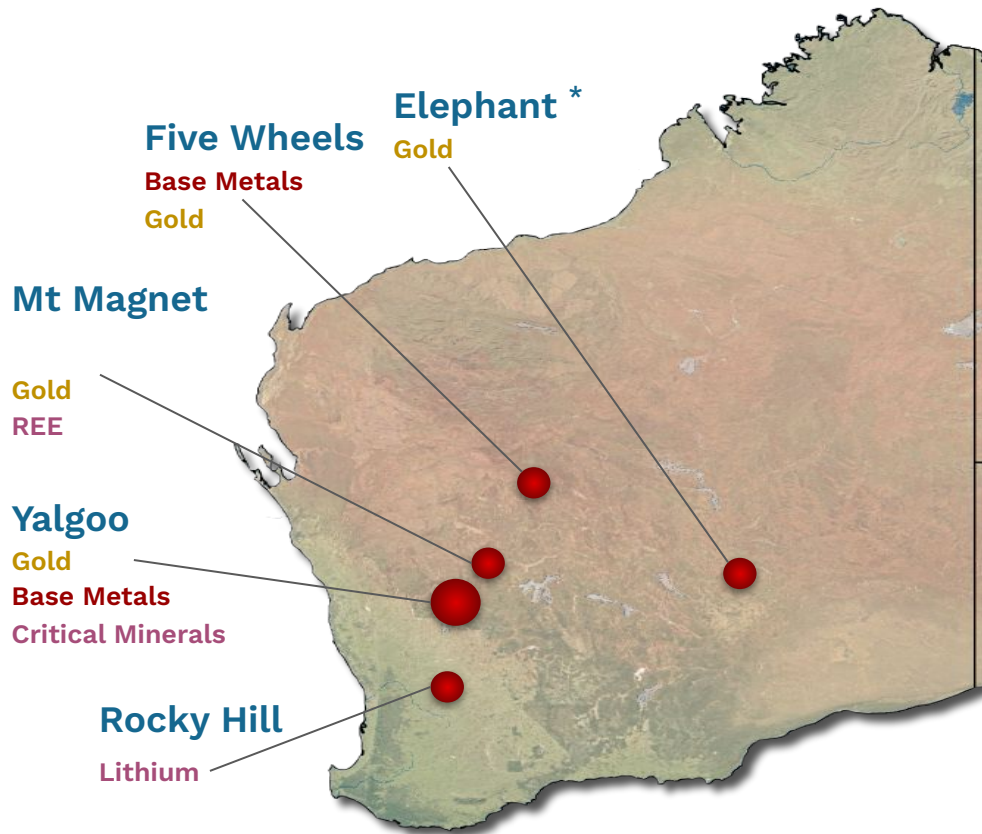 Elephant *
Gold
Five Wheels
Base Metals
Gold
Mt Magnet
Gold
REE
Yalgoo
Gold
Base Metals
Critical Minerals
Rocky Hill
Lithium